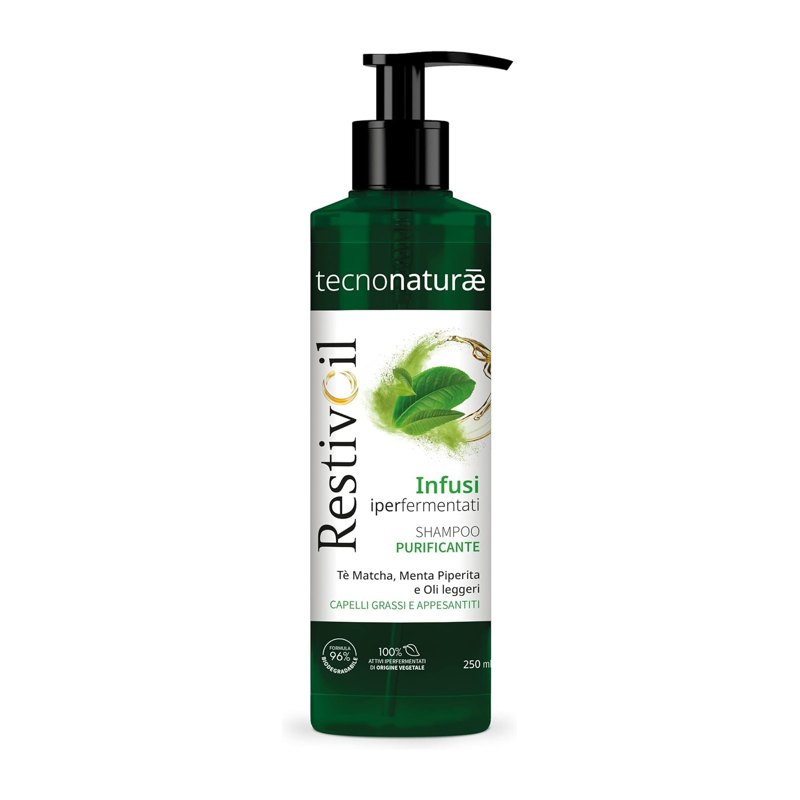 tecnonaturæ
RestivOil
Infusi
iperfermentati
SHAMPOO
PURIFICANTE
Tè Matcha, Menta Piperita
e Oli leggeri
CAPELLI GRASSI E APPESANTITI
FORMULA
96%
BIODEGRADABILE
100%
ATTIVI IPERFERMENTATI
DI ORIGINE VEGETALE
250 ml